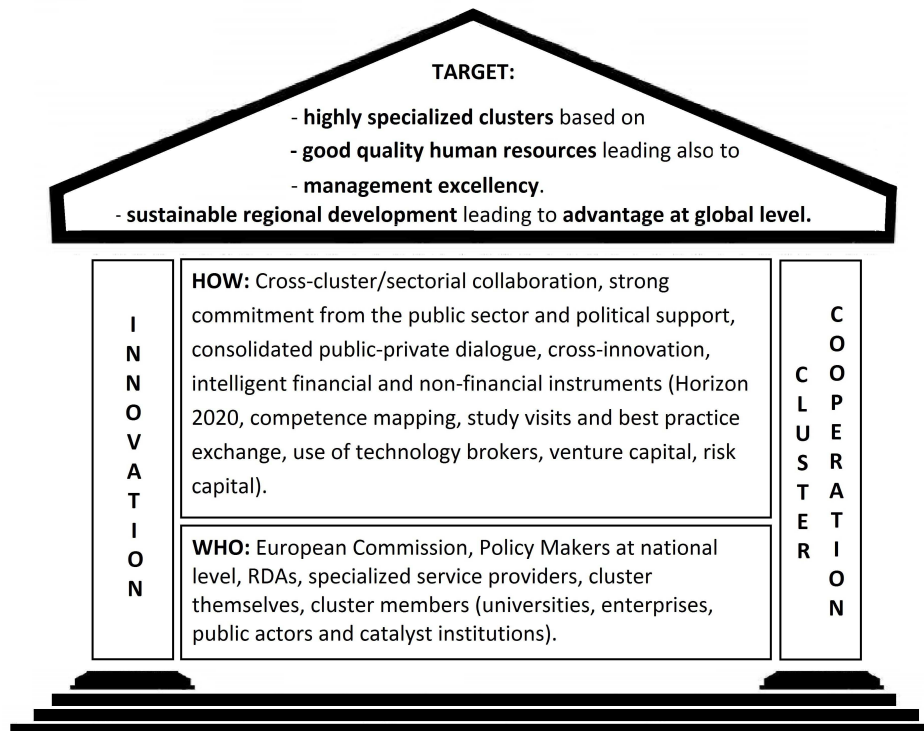 TARGET:
- highly specialized clusters based on
- good quality human resources leading also to
- management excellency.
- sustainable regional development leading to advantage at global level.
INNOVATION
HOW: Cross-cluster/sectorial collaboration, strong
commitment from the public sector and political support,
consolidated public-private dialogue, cross-innovation,
intelligent financial and non-financial instruments (Horizon
2020, competence mapping, study visits and best practice
exchange, use of technology brokers, venture capital, risk
capital).
WHO: European Commission, Policy Makers at national
level, RDAs, specialized service providers, cluster
themselves, cluster members (universities, enterprises,
public actors and catalyst institutions).
CLUSTER
COOPERATION